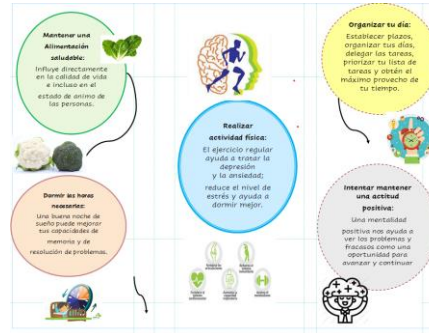 Mantener una
Alimentación
saludable:
Influye directamente
en la calidad de vida
e incluso en el
estado de animo de
las personas.
Dormir las horas
necesarias:
Una buena noche de
sueño puede mejorar
tus capacidades de
memoria y de
resolución de problemas.
Realizar
actividad física:
El ejercicio regular
ayuda a tratar la
depresión
y la ansiedad;
reduce el nivel de
estrés y ayuda a
dormir mejor.
Organizar tu día:
Establecer plazos,
organizar tus días,
delegar las tareas,
priorizar tu lista de
tareas y obtén el
máximo provecho de
tu tiempo.
Intentar mantener
una actitud
positiva:
Una mentalidad
positiva nos ayuda a
ver los problemas y
fracasos como una
oportunidad para
avanzar y continuar